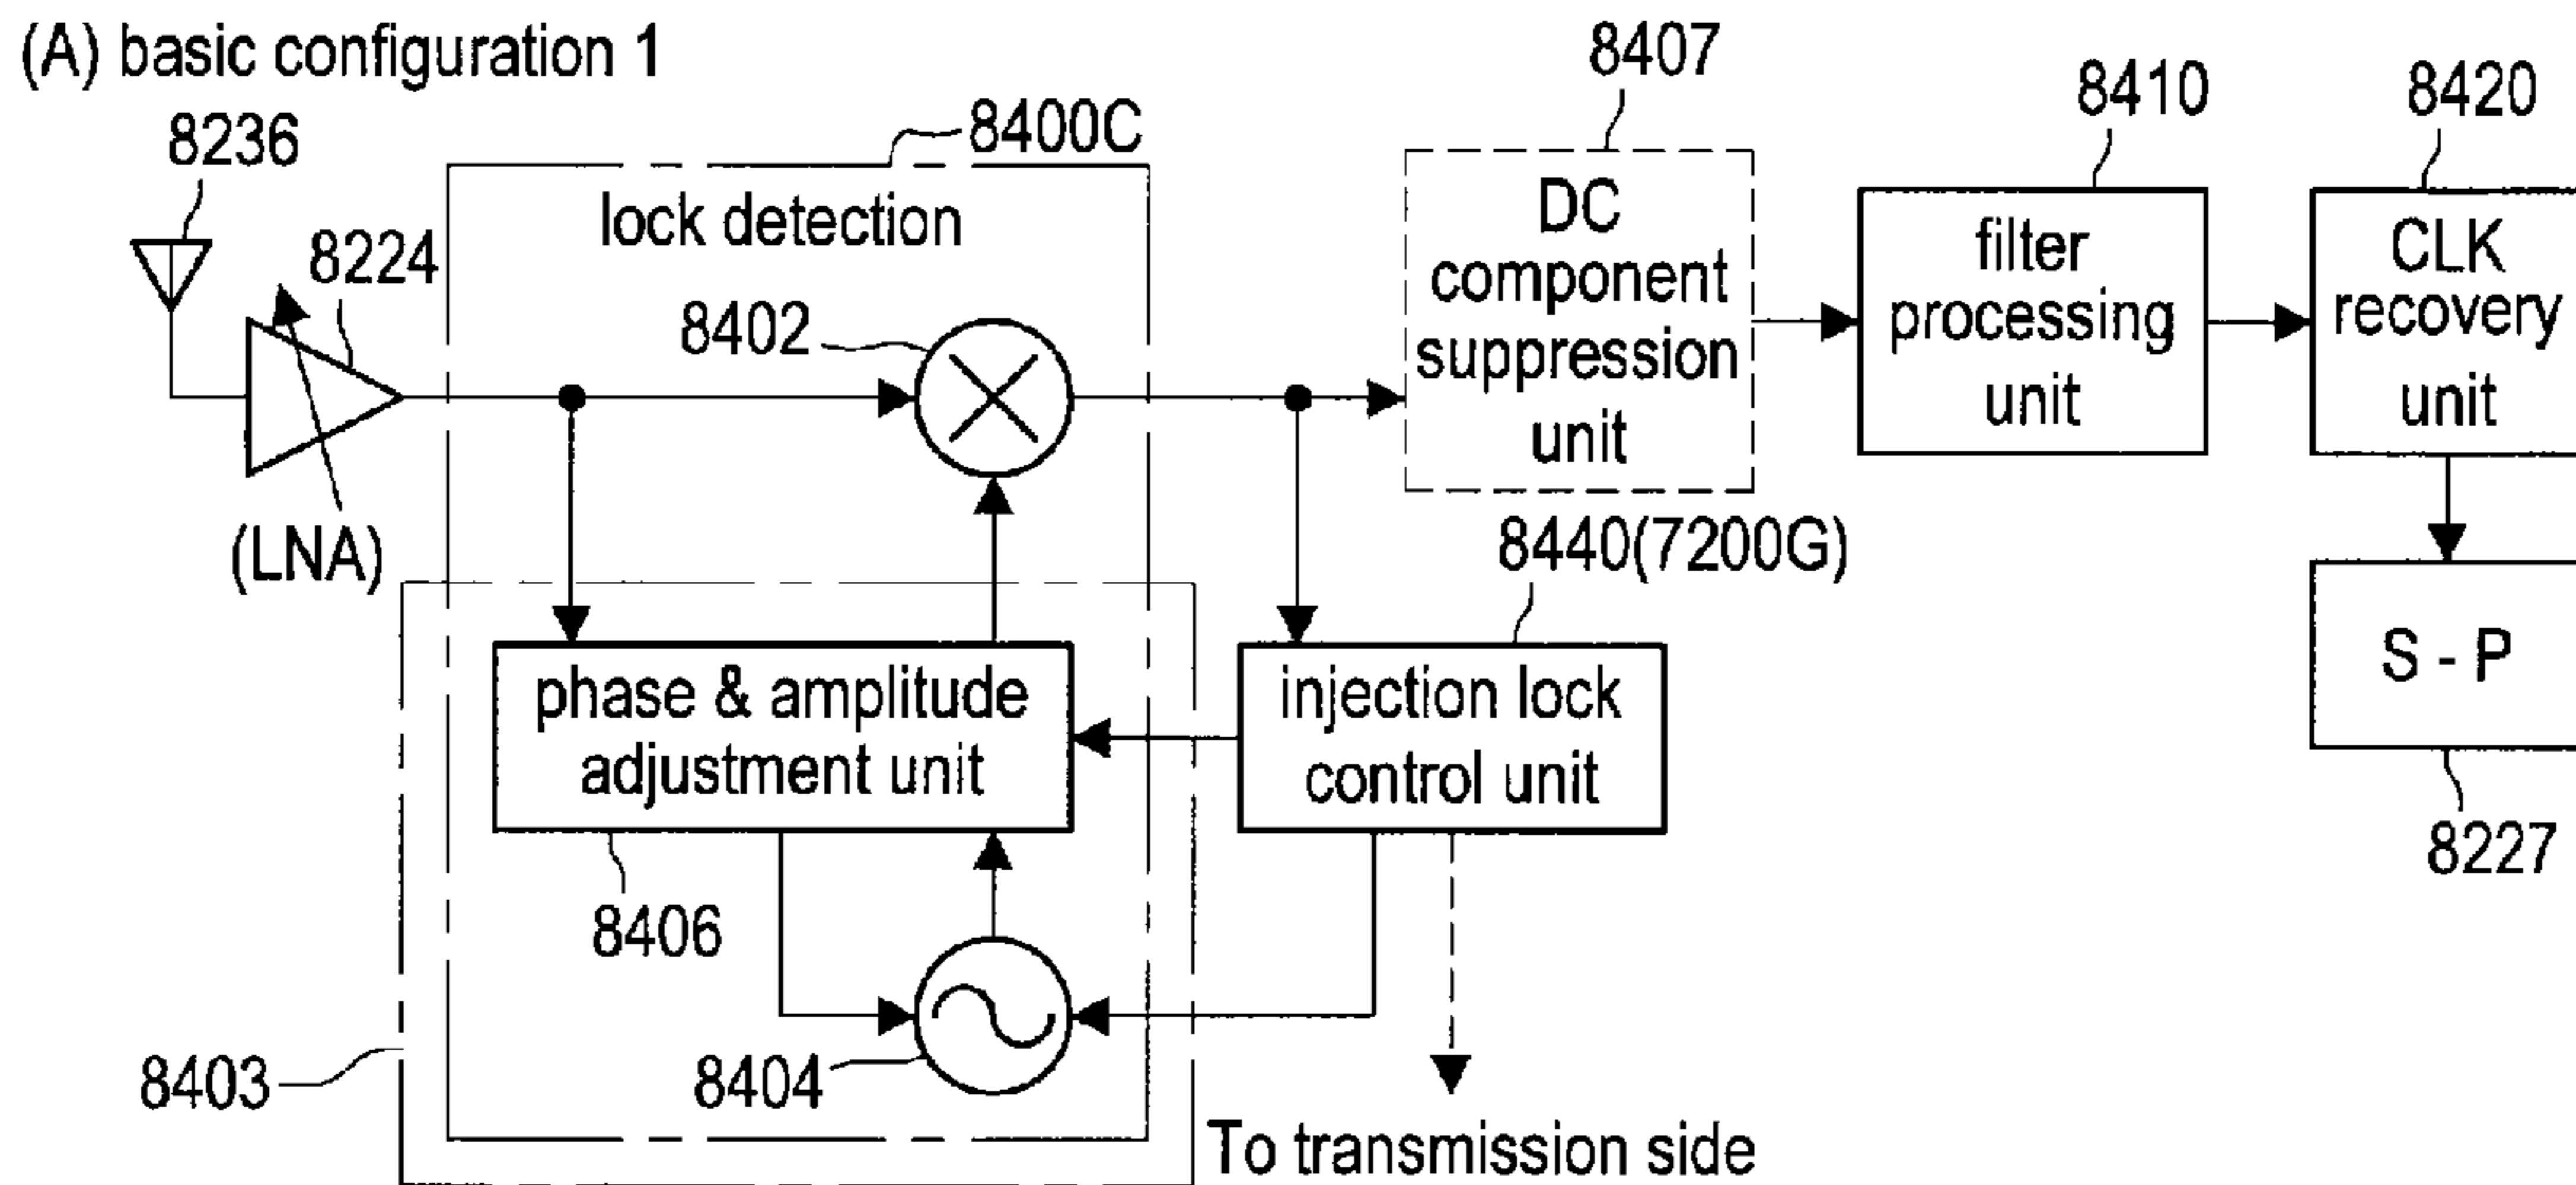 (A) basic configuration 1
8407
8410
8420
8236
8400C
8224
lock detection
8402
(LNA)
DC
component
suppression
unit
filter
processing
unit
CLK
recovery
unit
8440(7200G)
phase & amplitude
adjustment unit
injection lock
control unit
S - P
8227
8406
8403
8404
To transmission side